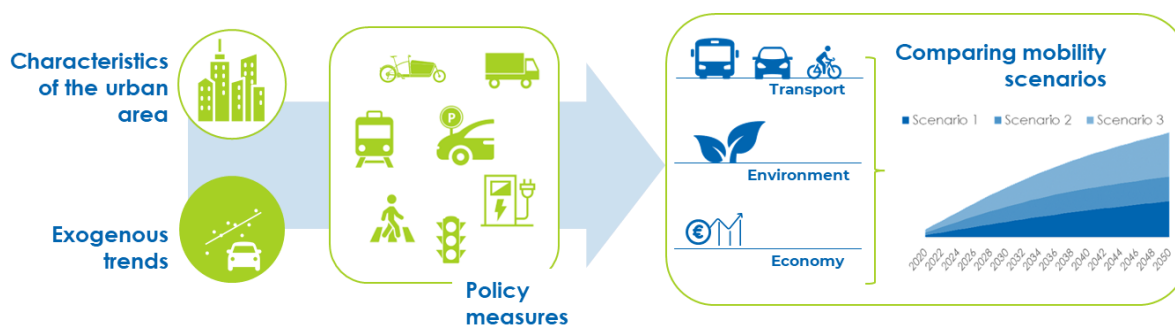 Characteristics
of the urban
area
Exogenous
trends
P
Policy
measures
Transport
Environment
€
Economy
Comparing mobility
scenarios
Scenario 1
Scenario 2
Scenario 3
2020
2022
2024
2026
2028
2030
2032
2034
2036
2038
2040
2042
2044
2046
2048
2050